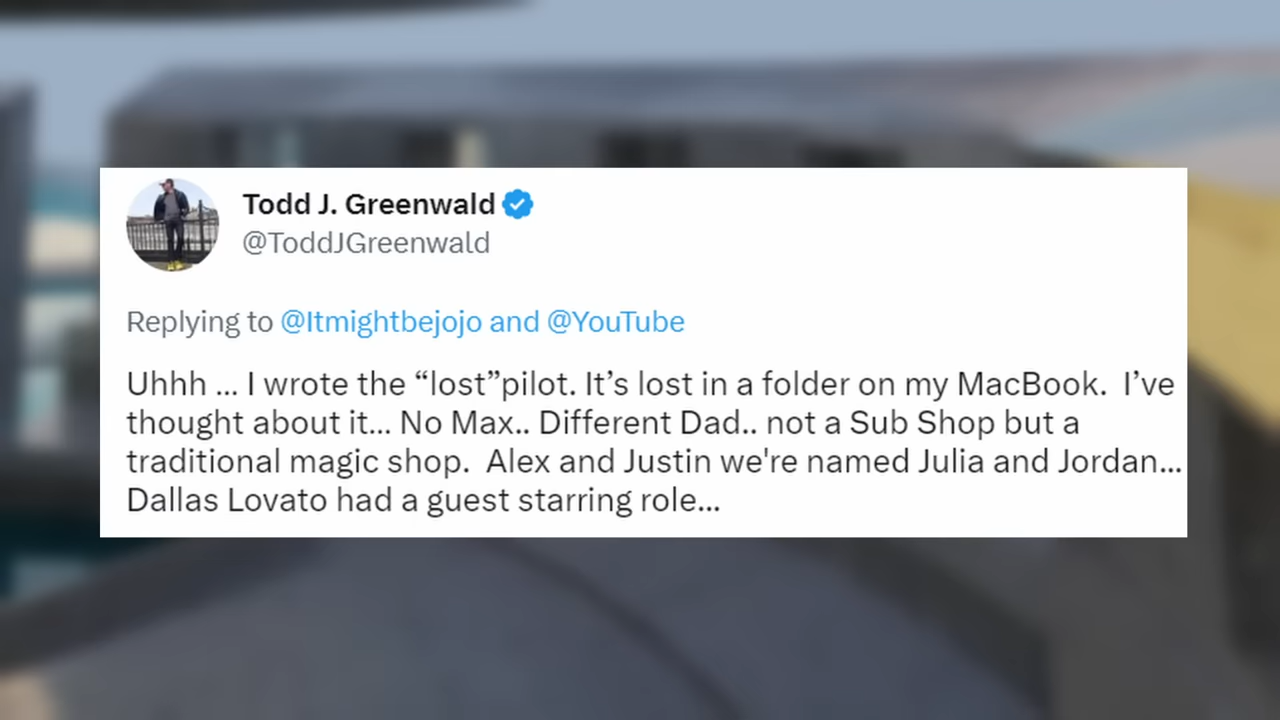 Todd J. Greenwald
@ToddJGreenwald
Replying to @Itmightbejojo and @YouTube
Uhhh ... I wrote the “lost”pilot. It’s lost in a folder on my MacBook.  I’ve
thought about it... No Max.. Different Dad.. not a Sub Shop but a
traditional magic shop.  Alex and Justin we're named Julia and Jordan...
Dallas Lovato had a guest starring role...